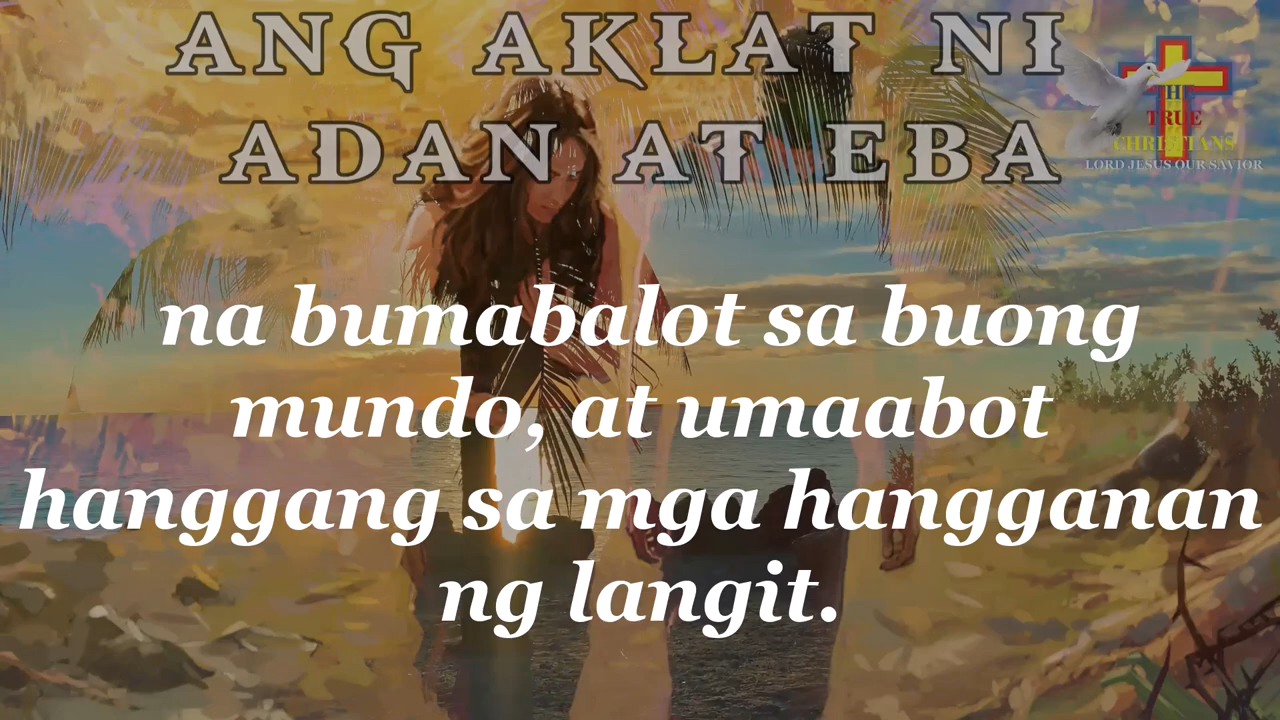 ANG AKLAT NI
ADAN AT EBA
THE
TRUE
CHRISTIANS
LORD JESUS OUR SAVIOR
na bumabalot sa buong
mundo, at umaabot
hanggang sa mga hangganan
ng langit.